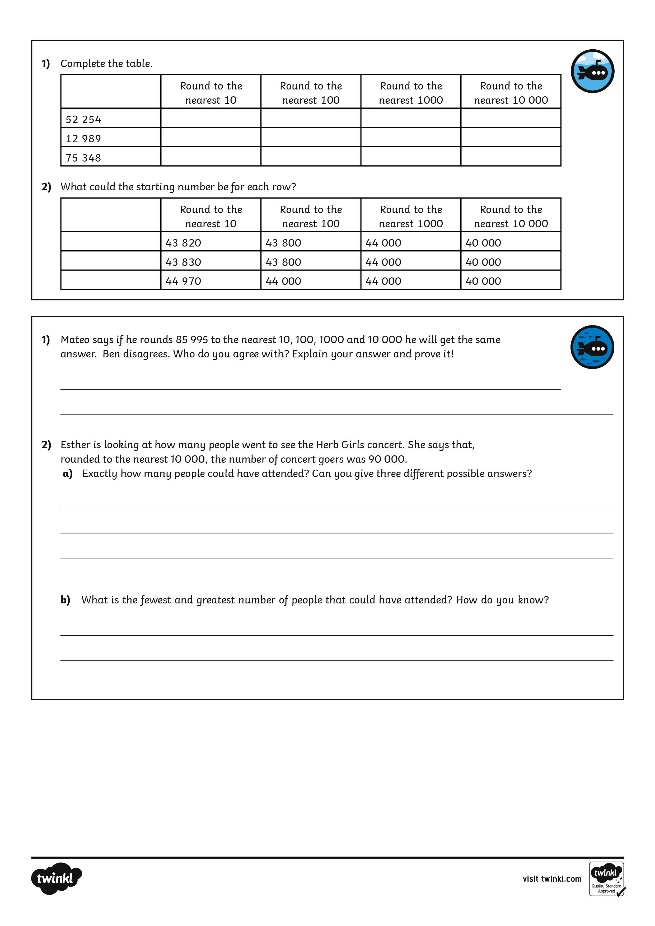 1) Complete the table.
Round to the nearest 10 Round to the nearest 100 Round to the nearest 1000 Round to the nearest 10 000
52 254
12 989
75 348
2) What could the starting number be for each row?
Round to the nearest 10 Round to the nearest 100 Round to the nearest 1000 Round to the nearest 10 000
43 820 43 800 44 000 40 000
43 830 43 800 44 000 40 000
44 970 44 000 44 000 40 000
1) Mateo says if he rounds 85 995 to the nearest 10, 100, 1000 and 10 000 he will get the same
answer. Ben disagrees. Who do you agree with? Explain your answer and prove it!
2) Esther is looking at how many people went to see the Herb Girls concert. She says that,
rounded to the nearest 10 000, the number of concert goers was 90 000.
a) Exactly how many people could have attended? Can you give three different possible answers?
b) What is the fewest and greatest number of people that could have attended? How do you know?
twinkl
visit twinkl.com
twinkl
Quality Standard
Approved